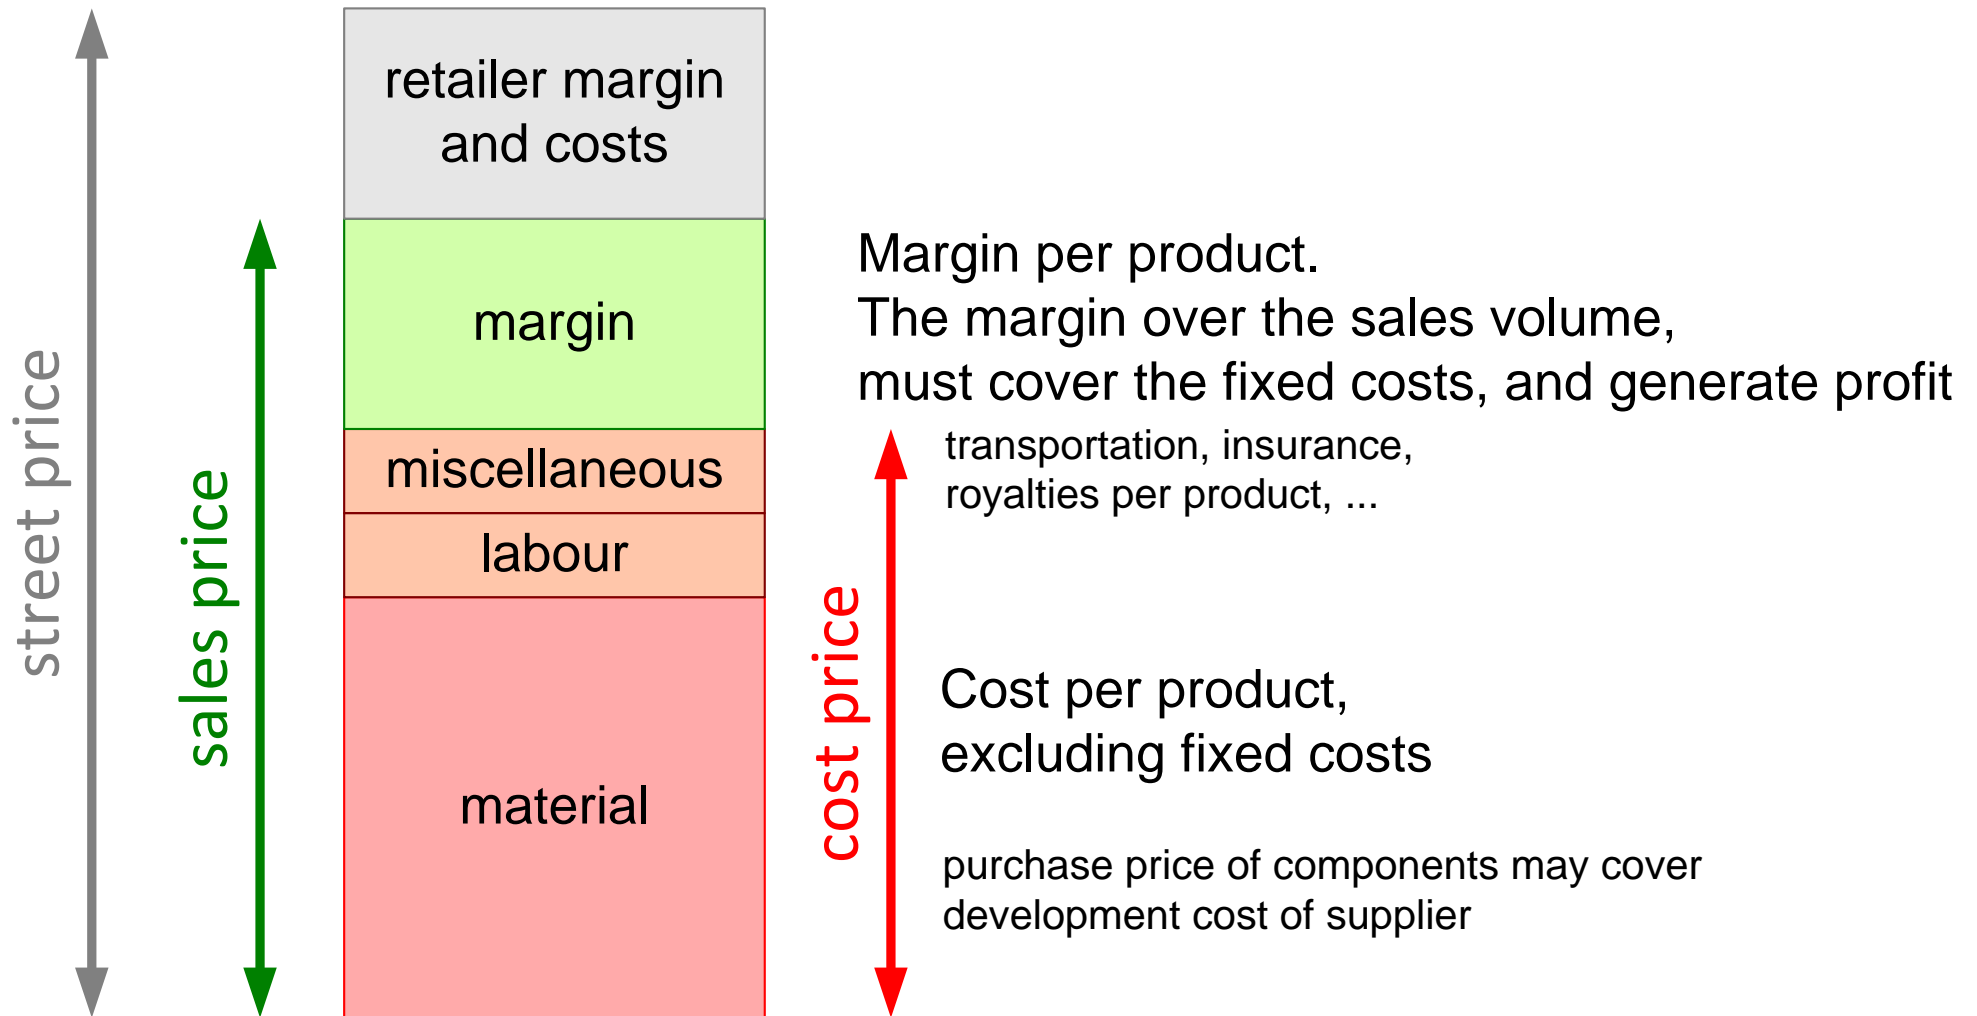 street price
sales price
retailer margin
and costs
margin
miscellaneous
labour
material
cost price
Margin per product.
The margin over the sales volume,
must cover the fixed costs, and generate profit
transportation, insurance,
royalties per product, ...
Cost per product,
excluding fixed costs
purchase price of components may cover
development cost of supplier